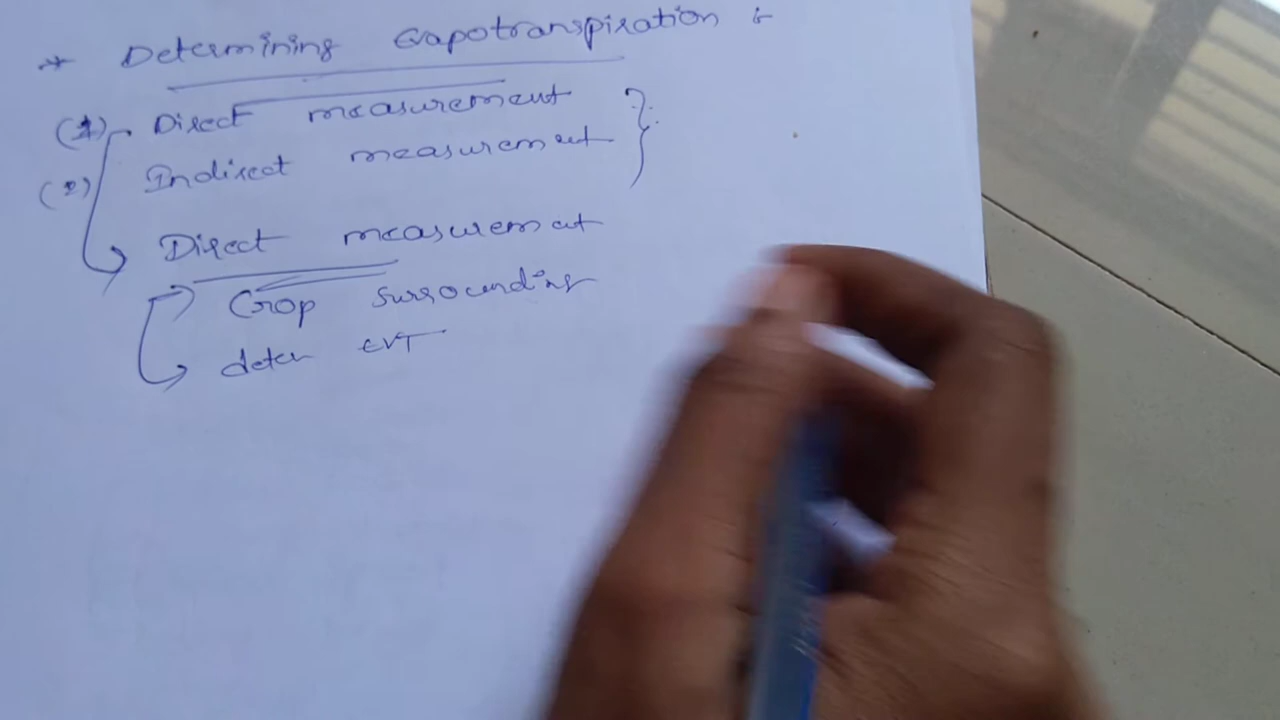 * Determining Evapotranspiration :-
(1) Direct measurement
(2) Indirect measurement
Direct measurement
Crop surrounding
deter EVT